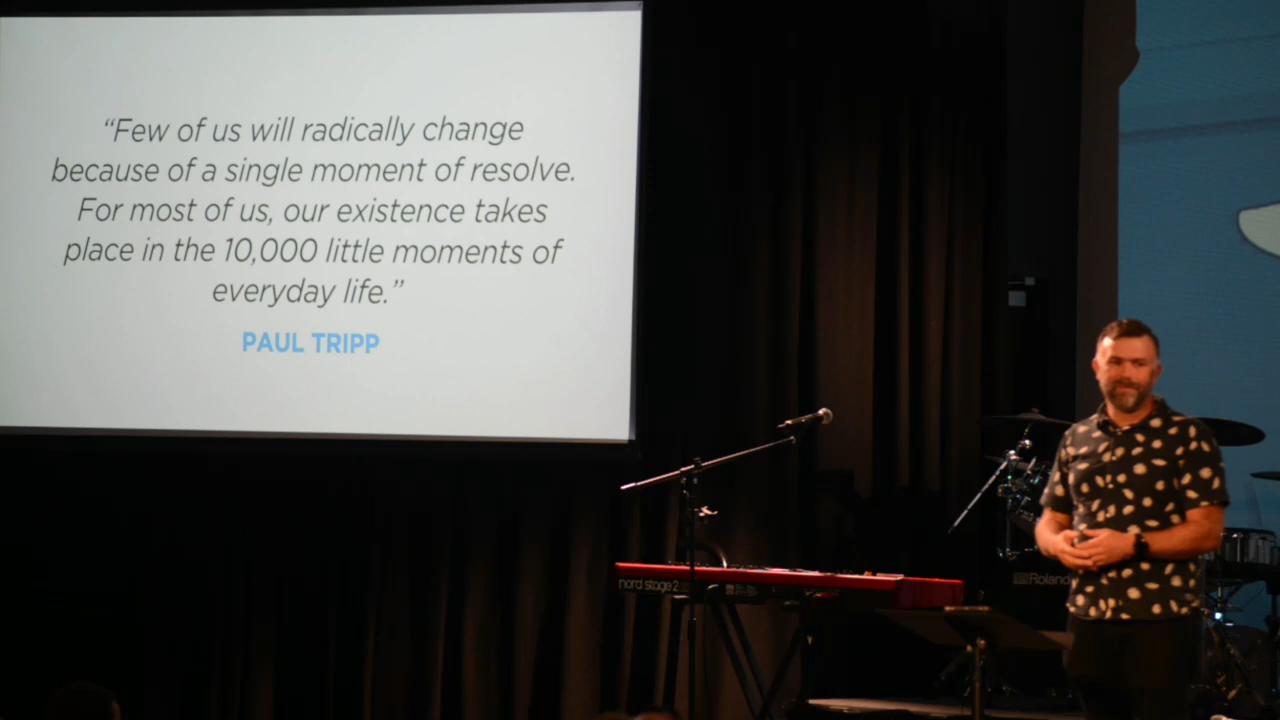 “Few of us will radically change
because of a single moment of resolve.
For most of us, our existence takes
place in the 10,000 little moments of
everyday life.”
PAUL TRIPP
nord stage 2
Roland